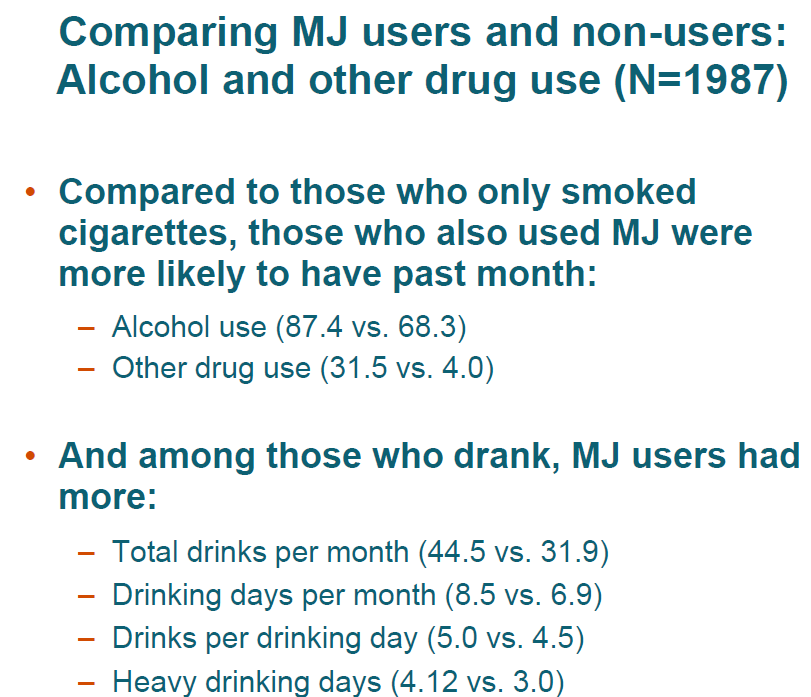 Comparing MJ users and non-users:
Alcohol and other drug use (N=1987)
• Compared to those who only smoked
cigarettes, those who also used MJ were
more likely to have past month:
– Alcohol use (87.4 vs. 68.3)
– Other drug use (31.5 vs. 4.0)
• And among those who drank, MJ users had
more:
– Total drinks per month (44.5 vs. 31.9)
– Drinking days per month (8.5 vs. 6.9)
– Drinks per drinking day (5.0 vs. 4.5)
– Heavy drinking days (4.12 vs. 3.0)